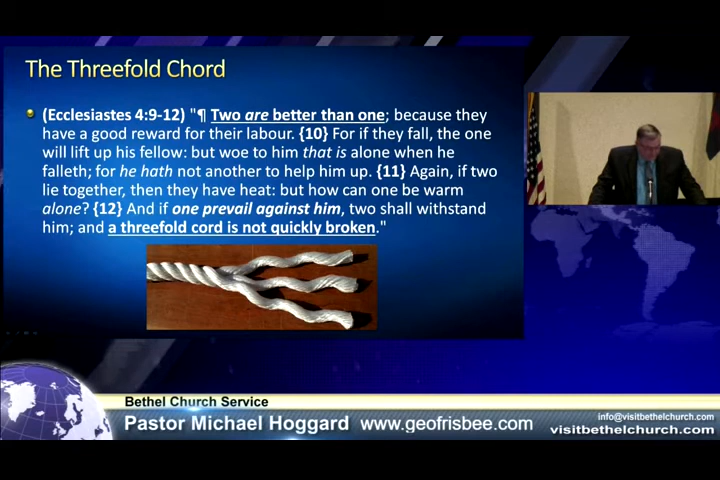 The Threefold Chord
(Ecclesiastes 4:9-12) "¶ Two are better than one; because they
have a good reward for their labour. {10} For if they fall, the one
will lift up his fellow: but woe to him that is alone when he
falleth; for he hath not another to help him up. {11} Again, if two
lie together, then they have heat: but how can one be warm
alone? {12} And if one prevail against him, two shall withstand
him; and a threefold cord is not quickly broken."
Bethel Church Service
Pastor Michael Hoggard www.geofrisbee.com
info@visitbethelchurch.com
visitbethelchurch.com